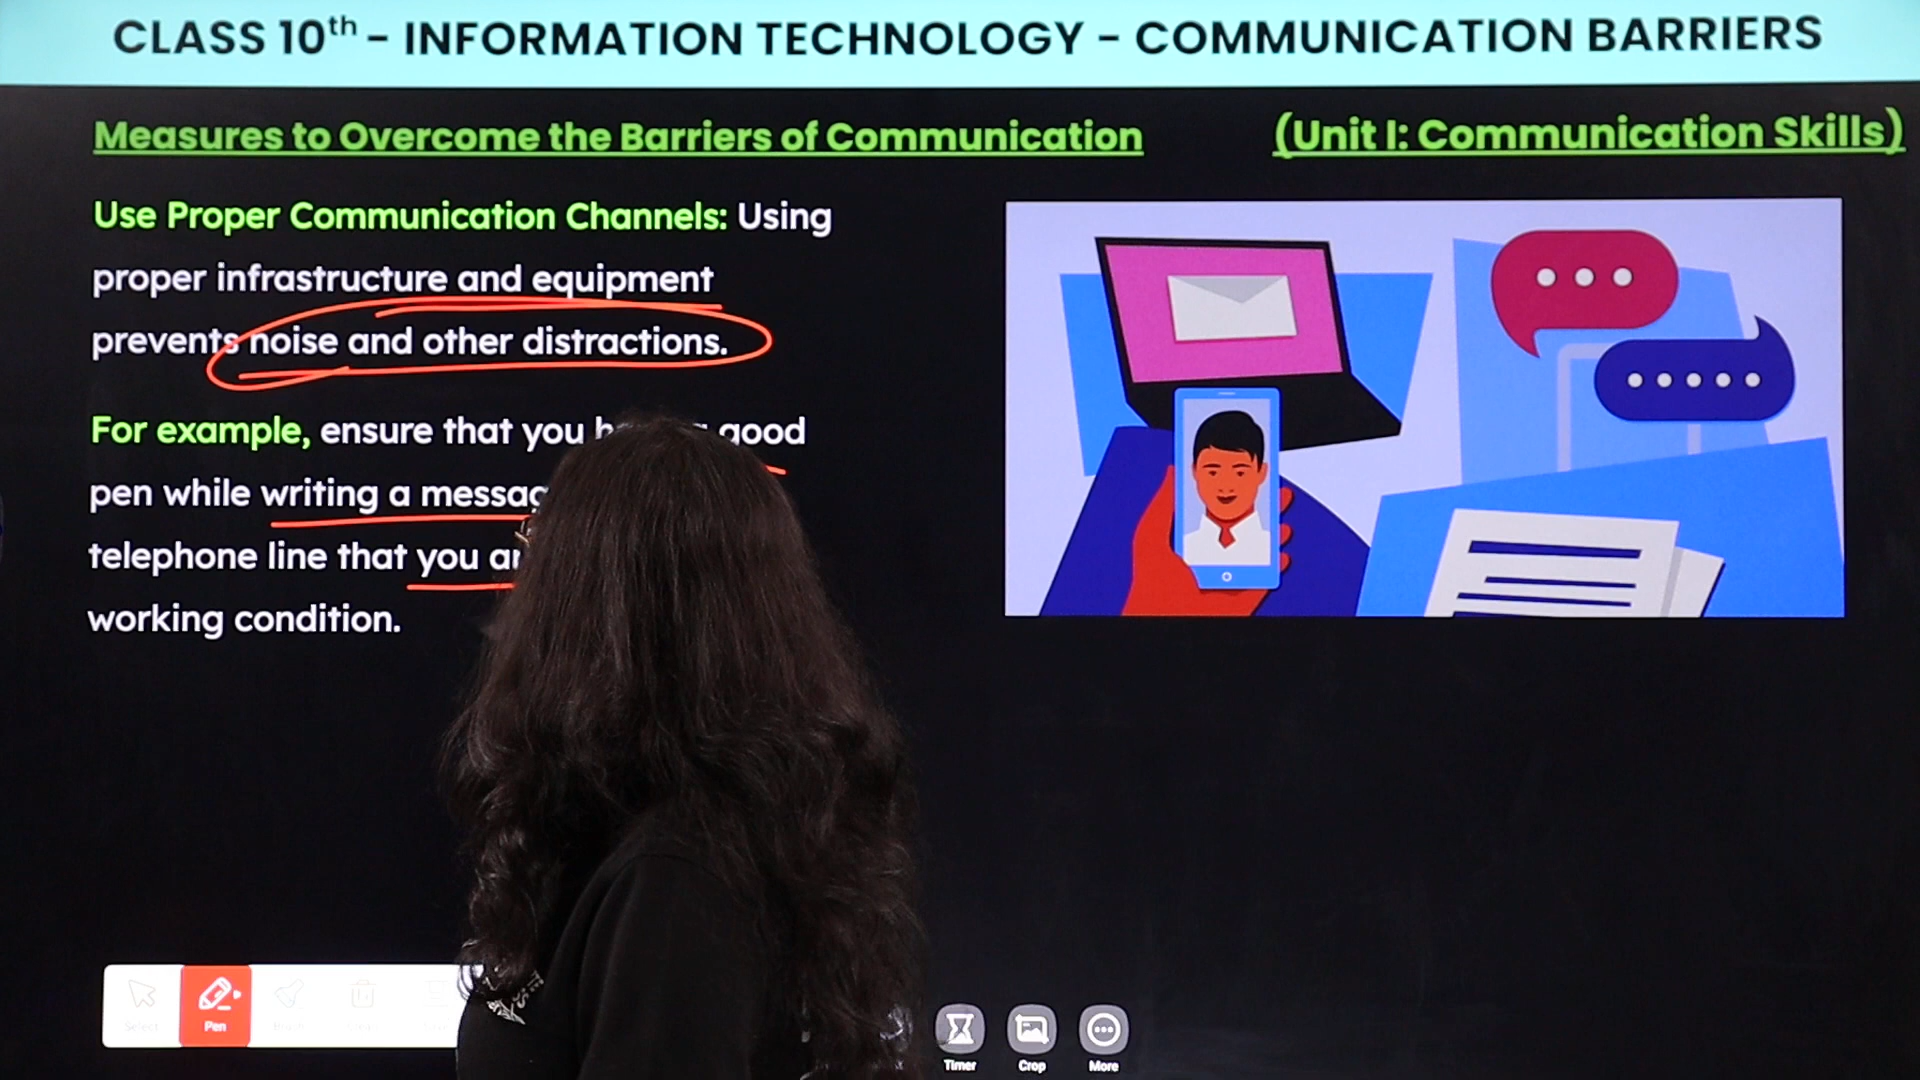 CLASS 10th - INFORMATION TECHNOLOGY - COMMUNICATION BARRIERS
Measures to Overcome the Barriers of Communication
(Unit I: Communication Skills)
Use Proper Communication Channels: Using
proper infrastructure and equipment
prevents noise and other distractions.
For example, ensure that you good
pen while writing a
telephone line that you
working condition.
Select
Pen
Timer
Crop
More